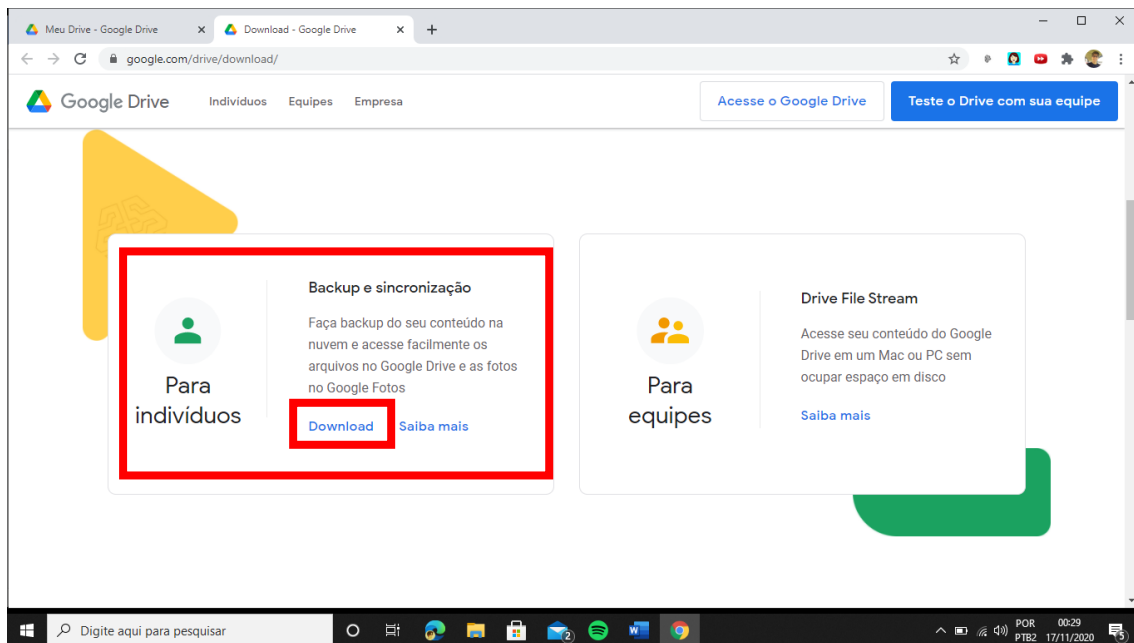 Meu Drive - Google Drive
Download - Google Drive
google.com/drive/download/
Google Drive
Indivíduos
Equipes
Empresa
Acesse o Google Drive
Teste o Drive com sua equipe
Para
indivíduos
Backup e sincronização
Faça backup do seu conteúdo na
nuvem e acesse facilmente os
arquivos no Google Drive e as fotos
no Google Fotos
Download
Saiba mais
Para
equipes
Drive File Stream
Acesse seu conteúdo do Google
Drive em um Mac ou PC sem
ocupar espaço em disco
Saiba mais
Digite aqui para pesquisar
2
W
POR
PTB2
00:29
17/11/2020
5